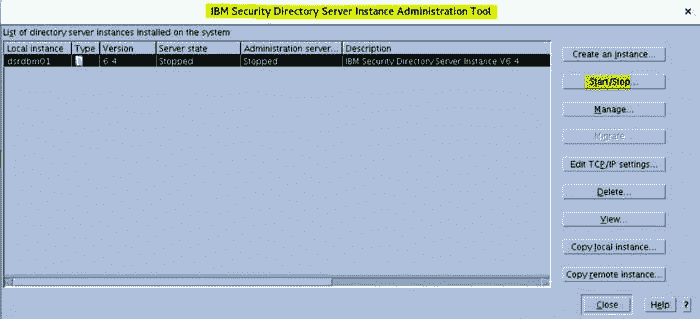 IBM Security Directory Server Instance Administration Tool
List of directory server instances installed on the system
Local instance Type Version Server state Administration server... Description
dsrdbm01 6.4 Stopped Stopped IBM Security Directory Server Instance V6.4
Create an instance...
Start/Stop...
Manage...
Migrate...
Edit TCP/IP settings...
Delete...
View...
Copy local instance...
Copy remote instance...
Close Help ?